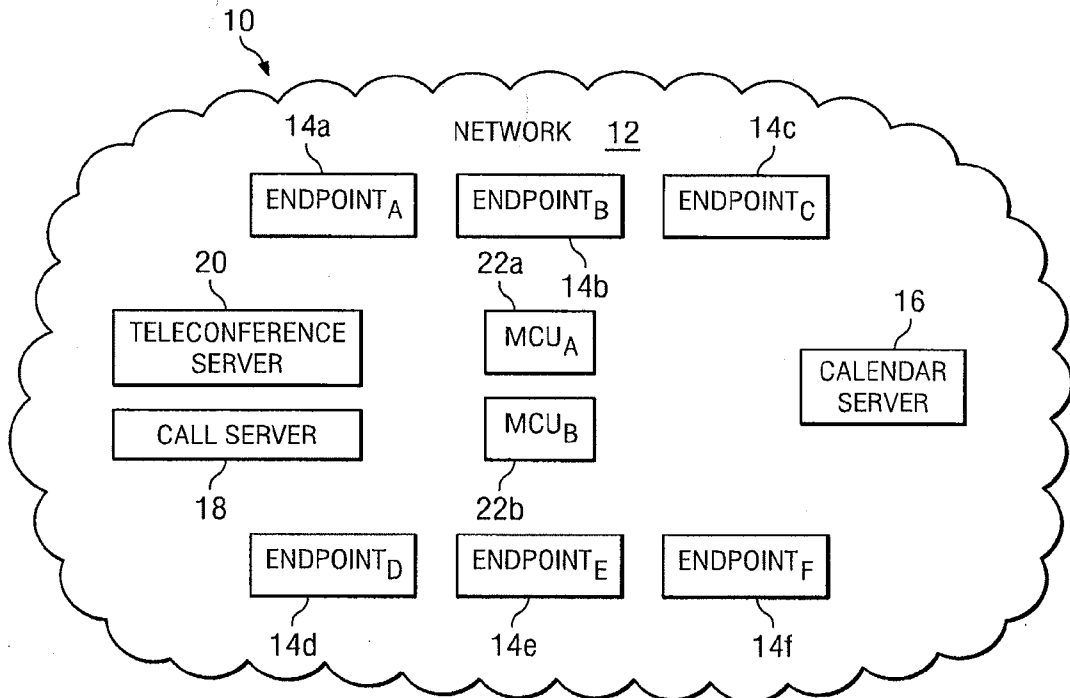 10
14a
NETWORK 12
14c
ENDPOINTA
ENDPOINTB
ENDPOINTC
20
22a
14b
16
TELECONFERENCE
SERVER
MCUA
CALENDAR
SERVER
CALL SERVER
MCUB
18
22b
ENDPOINTD
ENDPOINTE
ENDPOINTF
14d
14e
14f